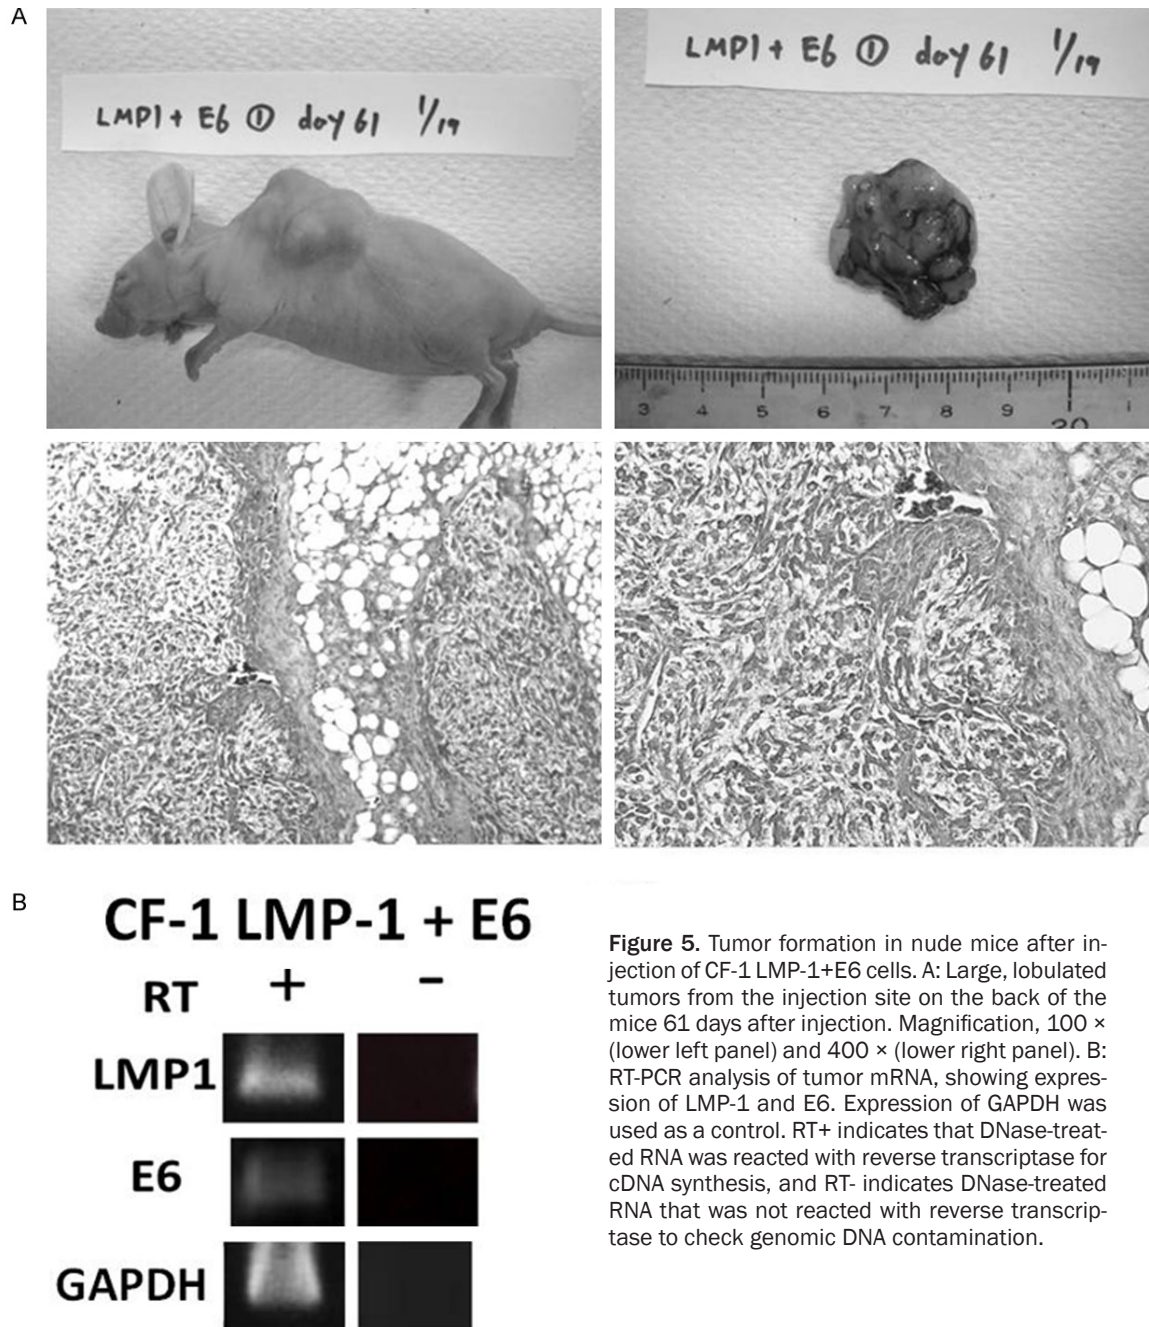 A
LMP1 + E6 ① day 61 1/19
LMP1 + E6 ① day 61 1/19
3 4 5 6 7 8 9 20 1
B
CF-1 LMP-1 + E6
RT + -
LMP1
E6
GAPDH
Figure 5. Tumor formation in nude mice after in-
jection of CF-1 LMP-1+E6 cells. A: Large, lobulated
tumors from the injection site on the back of the
mice 61 days after injection. Magnification, 100 ×
(lower left panel) and 400 × (lower right panel). B:
RT-PCR analysis of tumor mRNA, showing expres-
sion of LMP-1 and E6. Expression of GAPDH was
used as a control. RT+ indicates that DNase-treat-
ed RNA was reacted with reverse transcriptase for
cDNA synthesis, and RT- indicates DNase-treated
RNA that was not reacted with reverse transcrip-
tase to check genomic DNA contamination.